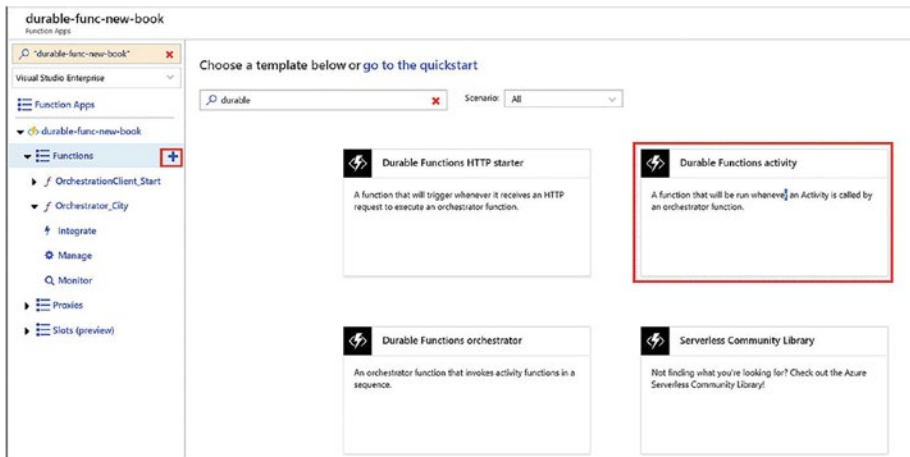 durable-func-new-book
Function Apps
"durable-func-new-book"
Visual Studio Enterprise
Function Apps
durable-func-new-book
Functions
OrchestrationClient_Start
Orchestrator_City
Integrate
Manage
Monitor
Proxies
Slots (preview)
Choose a template below or go to the quickstart
durable
Scenario: All
Durable Functions HTTP starter
A function that will trigger whenever it receives an HTTP
request to execute an orchestrator function.
Durable Functions activity
A function that will be run whenever an Activity is called by
an orchestrator function.
Durable Functions orchestrator
An orchestrator function that invokes activity functions in a
sequence.
Serverless Community Library
Not finding what you're looking for? Check out the Azure
Serverless Community Library!